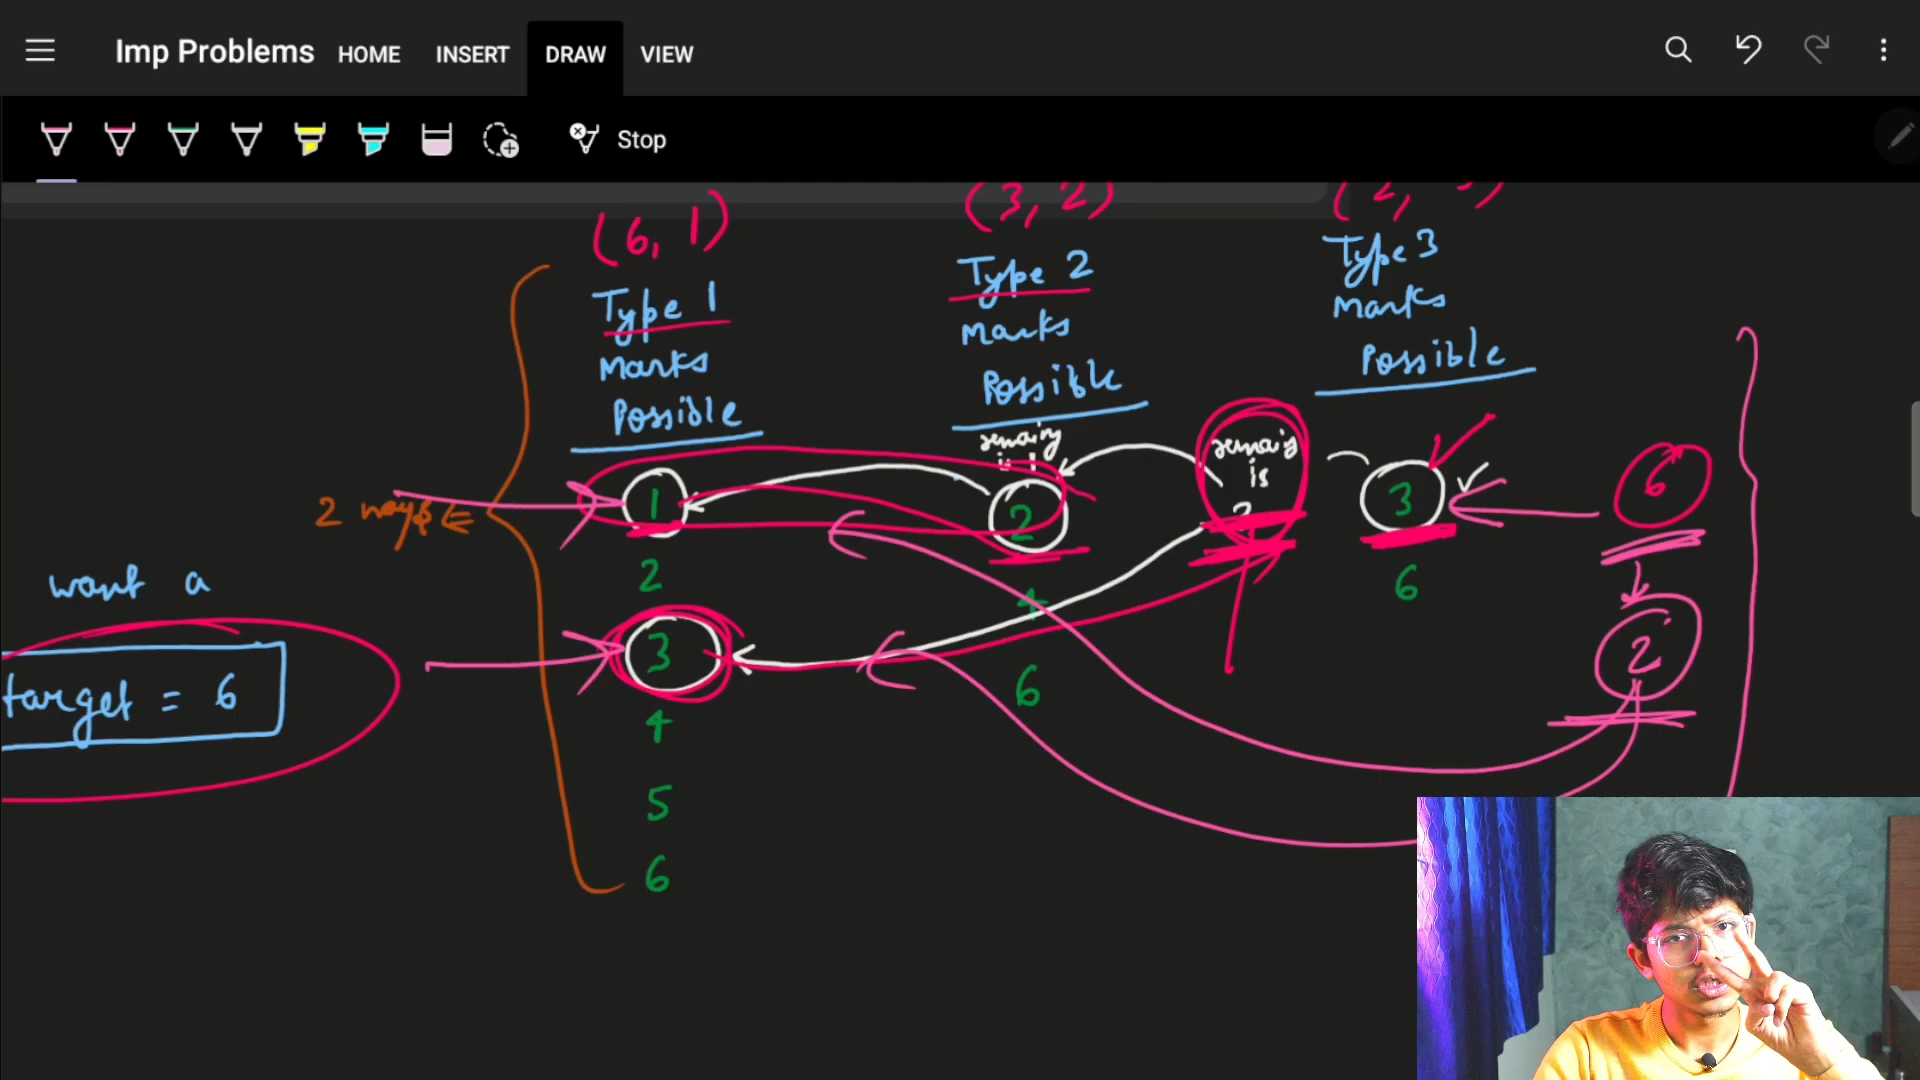 Imp Problems HOME INSERT DRAW VIEW
Stop
(6, 1)
Type 1
Marks
Possible
(3, 2)
Type 2
Marks
Possible
Type 3
Marks
Possible
is
is
1
2
3
4
5
6
2
4
6
3
6
6
2
2 ways
want a
target = 6